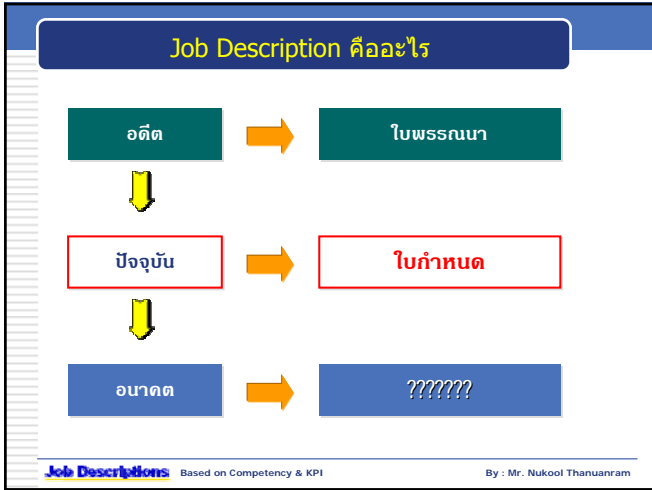 Job Description คืออะไร
อดีต
ใบพรรณนา
ปัจจุบัน
ใบกำหนด
อนาคต
???????
Job Descriptions Based on Competency & KPI By : Mr. Nukool Thanuanram